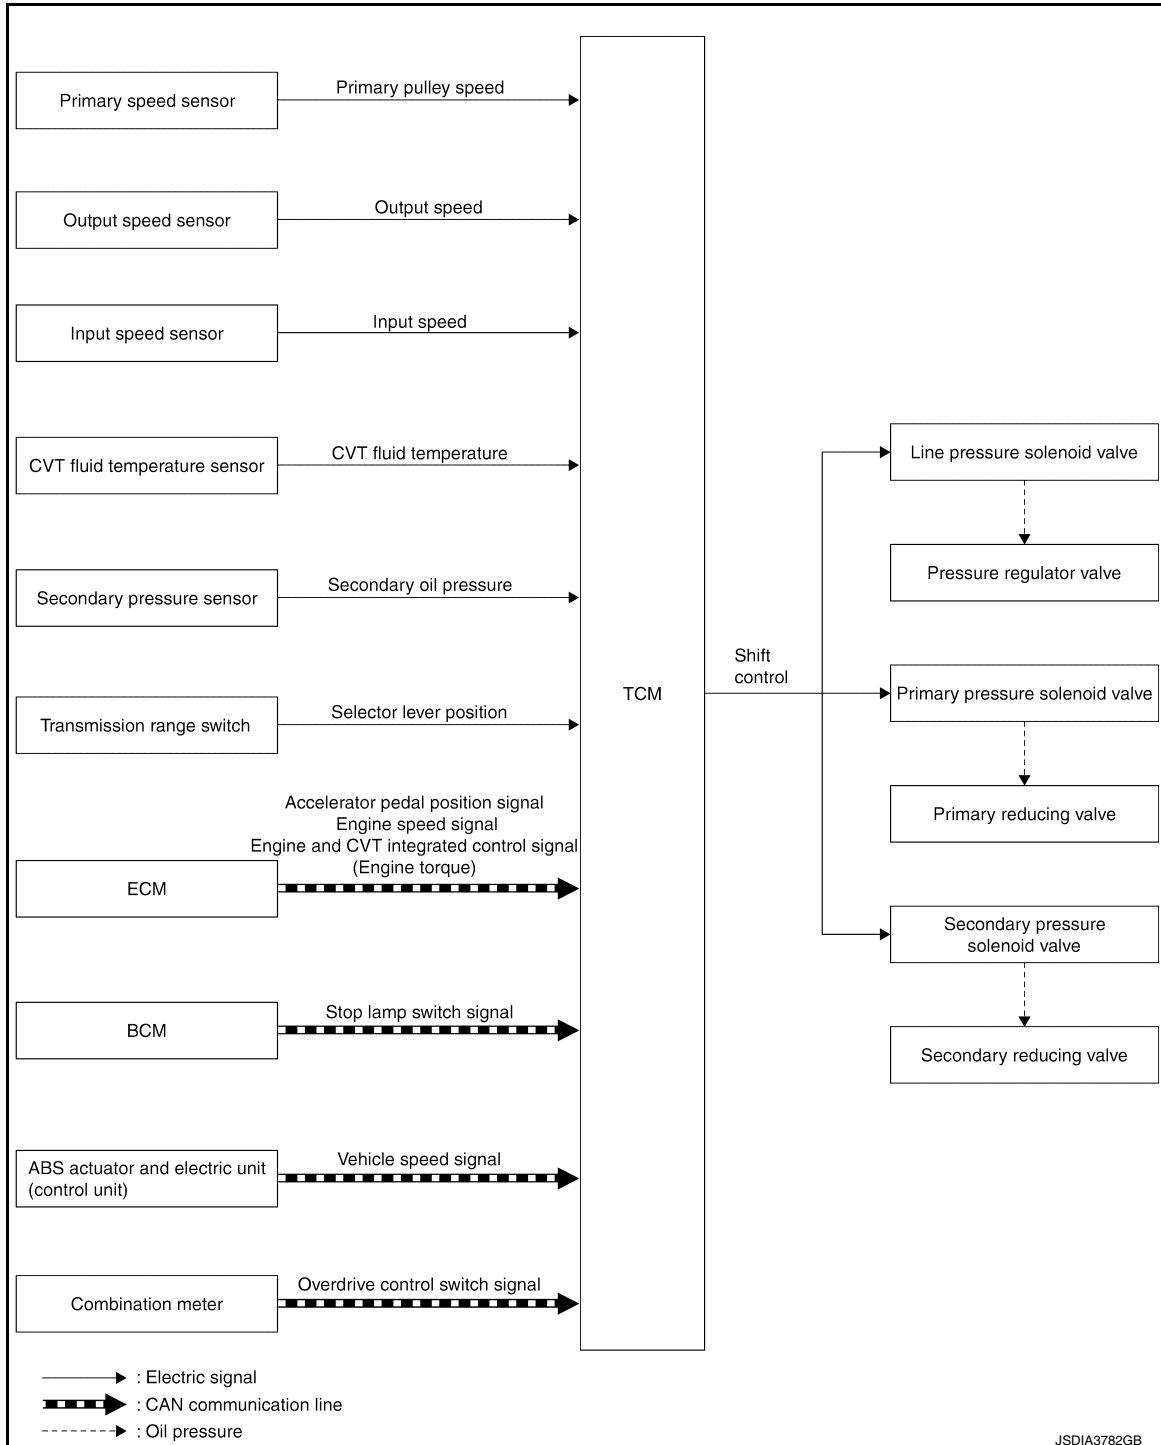 Primary speed sensor
Primary pulley speed
Output speed sensor
Output speed
Input speed sensor
Input speed
CVT fluid temperature sensor
CVT fluid temperature
Secondary pressure sensor
Secondary oil pressure
Transmission range switch
Selector lever position
ECM
Accelerator pedal position signal
Engine speed signal
Engine and CVT integrated control signal
(Engine torque)
BCM
Stop lamp switch signal
ABS actuator and electric unit
(control unit)
Vehicle speed signal
Combination meter
Overdrive control switch signal
TCM
Shift
control
Line pressure solenoid valve
Pressure regulator valve
Primary pressure solenoid valve
Primary reducing valve
Secondary pressure
solenoid valve
Secondary reducing valve
: Electric signal
: CAN communication line
: Oil pressure
JSDIA3782GB